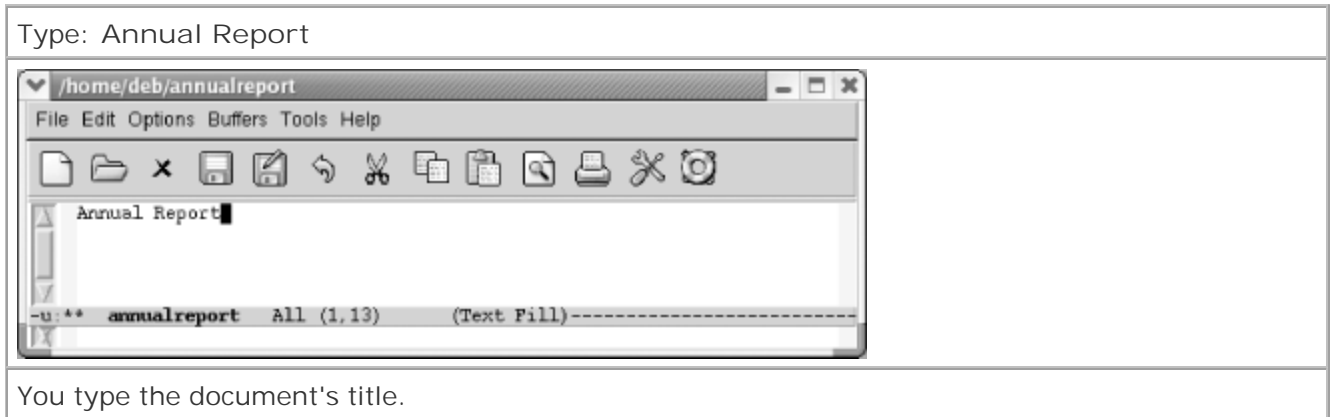 Type: Annual Report
/home/deb/annualreport
File Edit Options Buffers Tools Help
Annual Report
-u:** annualreport All (1,13) (Text Fill)--------------------------
You type the document's title.